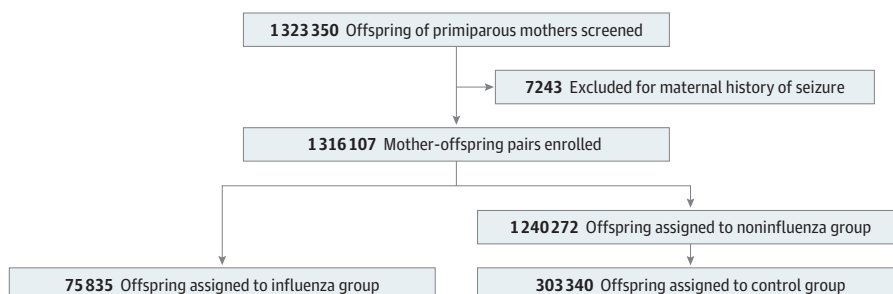 1323350 Offspring of primiparous mothers screened
7243 Excluded for maternal history of seizure
1316107 Mother-offspring pairs enrolled
1240272 Offspring assigned to noninfluenza group
75835 Offspring assigned to influenza group
303340 Offspring assigned to control group